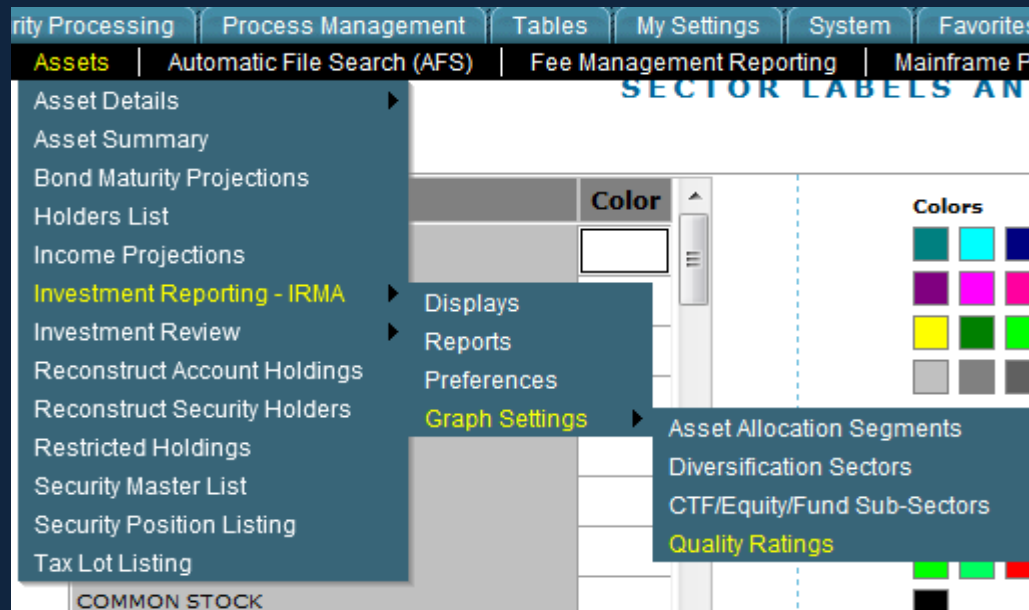 rity Processing Process Management Tables My Settings System Favorites
Assets Automatic File Search (AFS) Fee Management Reporting Mainframe
SECTOR LABELS AN
Asset Details
Asset Summary
Bond Maturity Projections
Holders List
Income Projections
Investment Reporting - IRMA
Investment Review
Reconstruct Account Holdings
Reconstruct Security Holders
Restricted Holdings
Security Master List
Security Position Listing
Tax Lot Listing
Color
Colors
Displays
Reports
Preferences
Graph Settings
Asset Allocation Segments
Diversification Sectors
CTF/Equity/Fund Sub-Sectors
Quality Ratings
COMMON STOCK